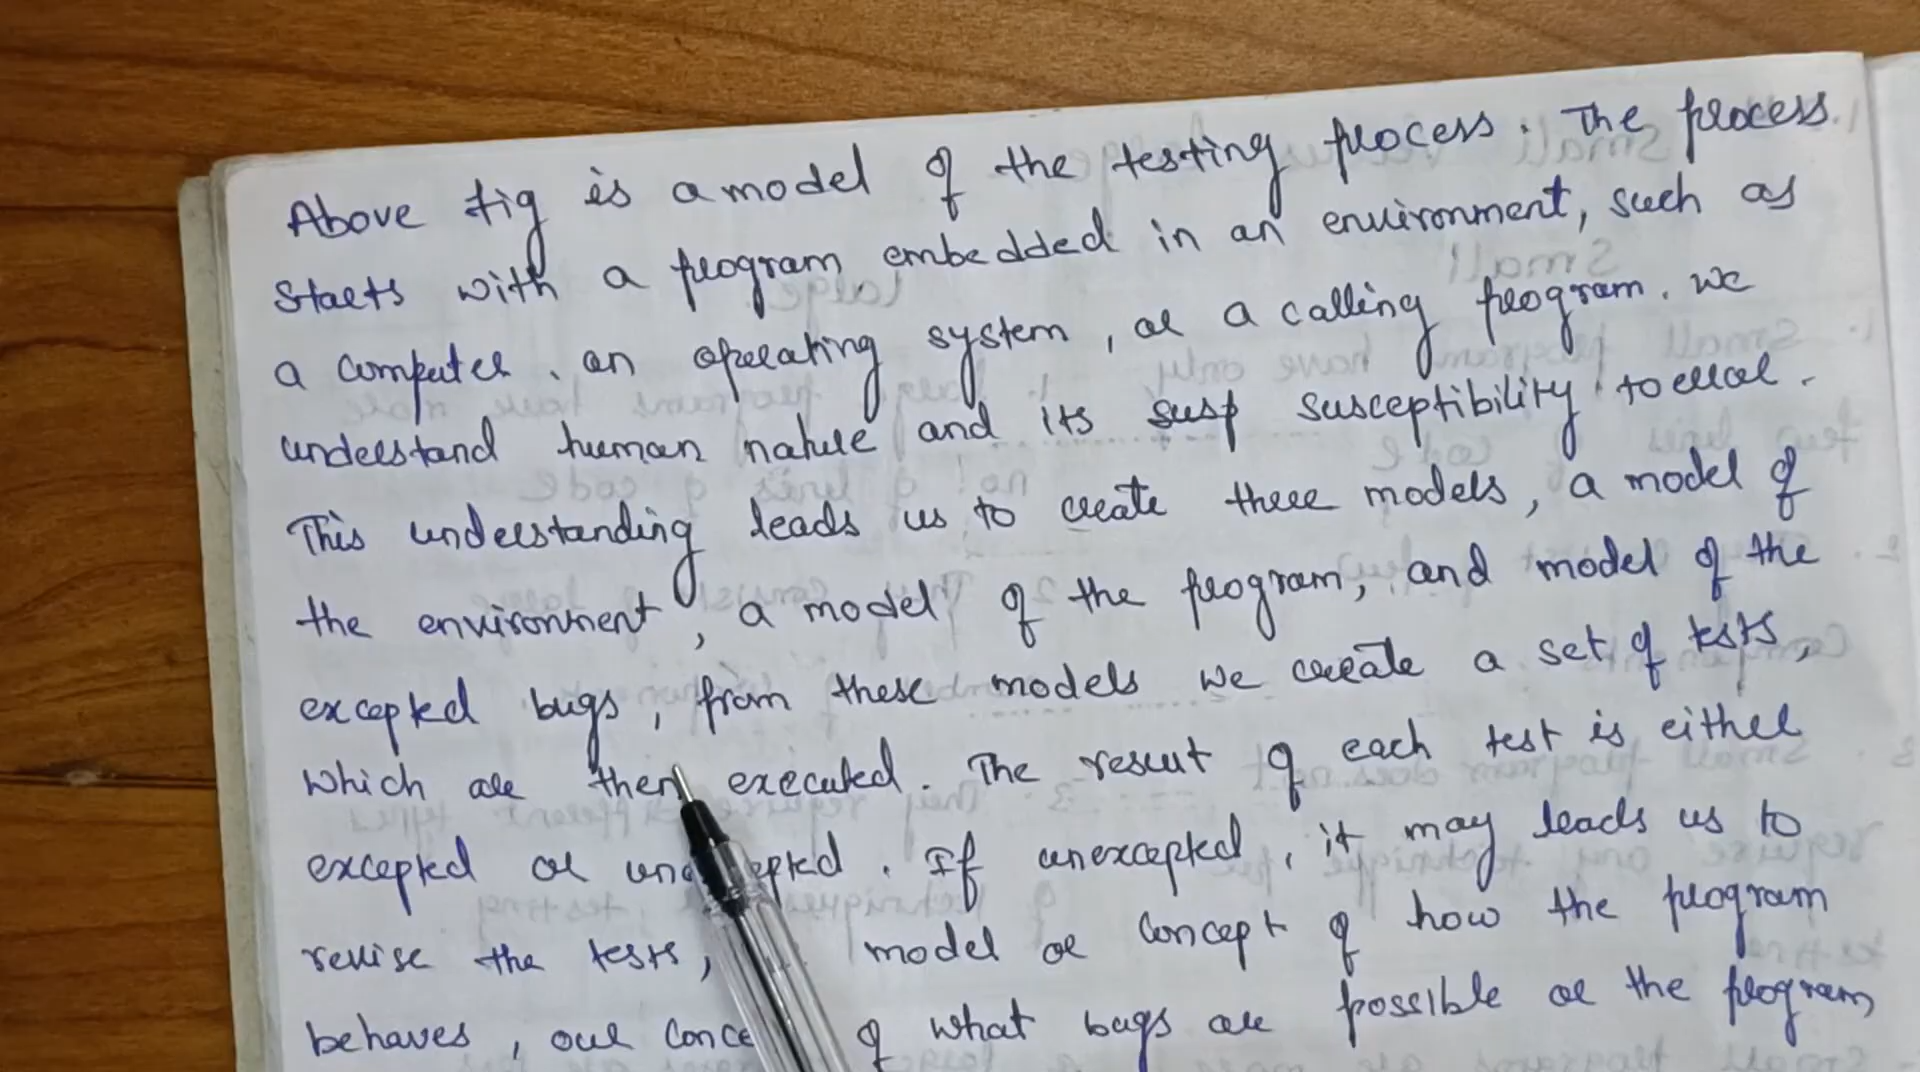 Above fig is a model of the testing process. The process
starts with a program embedded in an environment, such as
a computer. an operating system, or a calling program. we
understand human nature and its susp susceptibility to error.
This understanding leads us to create three models, a model of
the environment, a model of the program, and model of the
excepted bugs, from these models we create a set of tests,
which are then executed. The result of each test is either
excepted or . If unexcepted, it may leads us to
revise the tests, model or concept of how the program
behaves, our of what bugs are possible or the program,